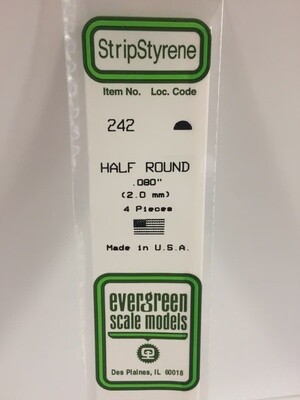 StripStyrene
Item No. Loc. Code
242
HALF ROUND
.080"
(2.0 mm)
4 Pieces
Made in U.S.A.
evergreen
scale models
Des Plaines, IL 60018